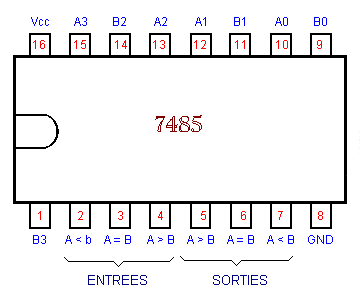 Vcc A3 B2 A2 A1 B1 A0 B0
16 15 14 13 12 11 10 9
7485
1 2 3 4 5 6 7 8
B3 A < b A = B A > B A > B A = B A < B GND
ENTREES SORTIES